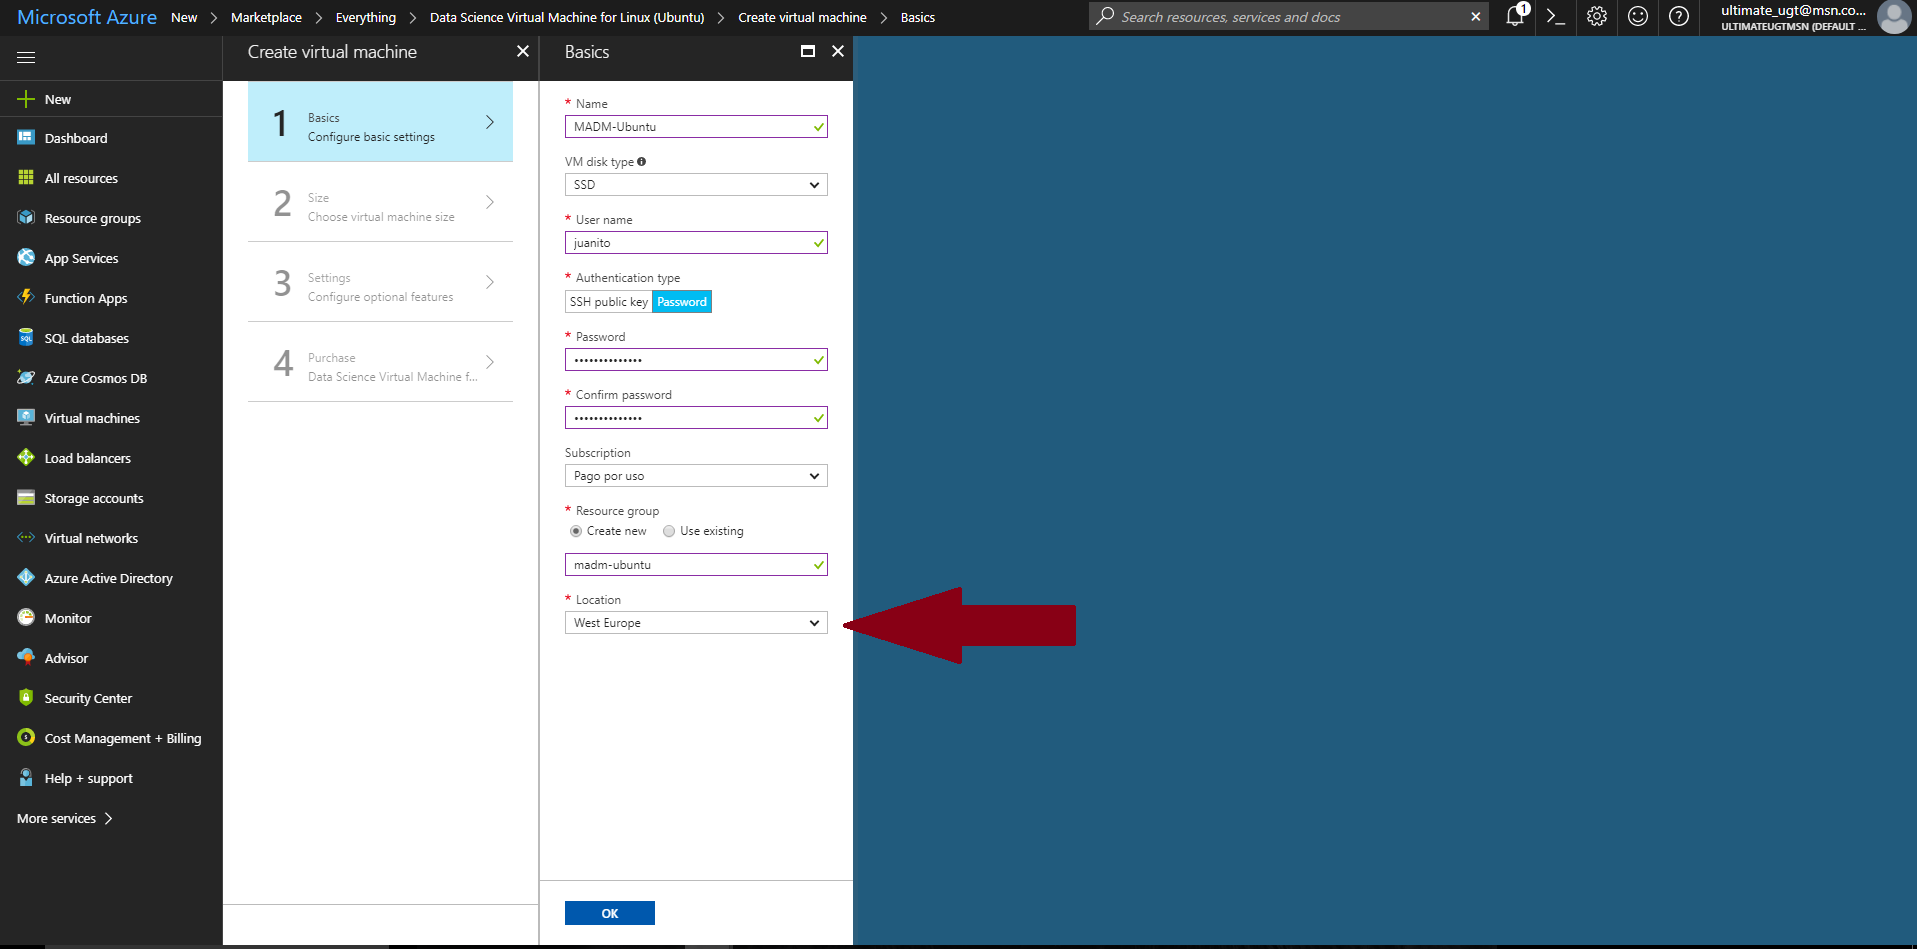 Microsoft Azure New > Marketplace > Everything > Data Science Virtual Machine for Linux (Ubuntu) > Create virtual machine > Basics
Search resources, services and docs
1
ultimate_ugt@msn.co...
ULTIMATEUGTMSN (DEFAULT ...
New
Dashboard
All resources
Resource groups
App Services
Function Apps
SQL databases
Azure Cosmos DB
Virtual machines
Load balancers
Storage accounts
Virtual networks
Azure Active Directory
Monitor
Advisor
Security Center
Cost Management + Billing
Help + support
More services >
Create virtual machine
1 Basics
Configure basic settings
2 Size
Choose virtual machine size
3 Settings
Configure optional features
4 Purchase
Data Science Virtual Machine f...
Basics
* Name
MADM-Ubuntu
VM disk type
SSD
* User name
juanito
* Authentication type
SSH public key Password
* Password
••••••••••••••
* Confirm password
••••••••••••••
Subscription
Pago por uso
* Resource group
Create new Use existing
madm-ubuntu
* Location
West Europe
OK